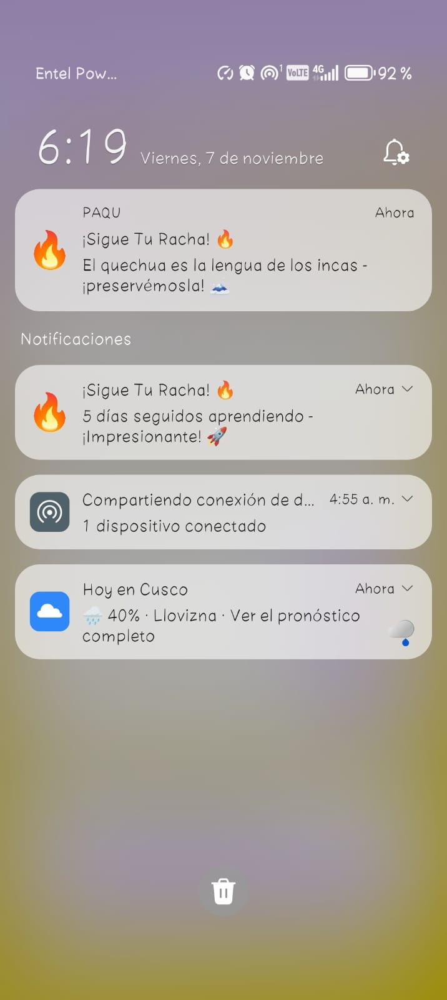 Entel Pow... 1 VoLTE 4G 92 %
6:19 Viernes, 7 de noviembre
PAQU Ahora
¡Sigue Tu Racha! 🔥
El quechua es la lengua de los incas -
¡preservémosla! 🗻
Notificaciones
¡Sigue Tu Racha! 🔥 Ahora
5 días seguidos aprendiendo -
¡Impresionante! 🚀
Compartiendo conexión de d... 4:55 a. m.
1 dispositivo conectado
Hoy en Cusco Ahora
🌧️ 40% · Llovizna · Ver el pronóstico
completo